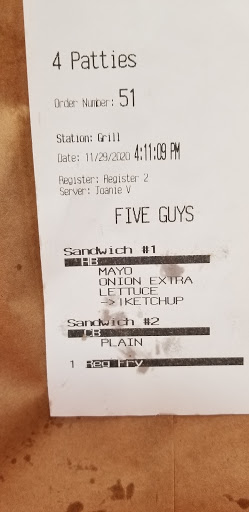 4 Patties
Order Number: 51
Station: Grill
Date: 11/29/2020 4:11:09 PM
Register: Register 2
Server: Joanie V
FIVE GUYS
Sandwich #1
HB
MAYO
ONION EXTRA
LETTUCE
->!KETCHUP
Sandwich #2
CB
PLAIN
1 Reg Fry